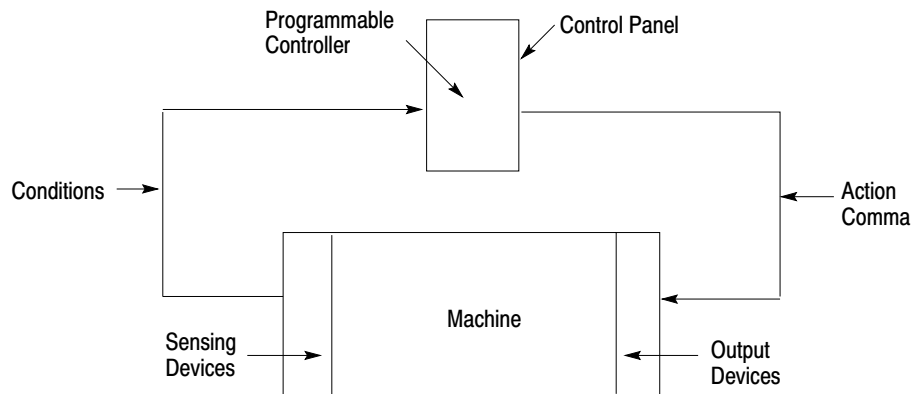 Programmable
Controller
Control Panel
Conditions
Action
Comma
Machine
Sensing
Devices
Output
Devices